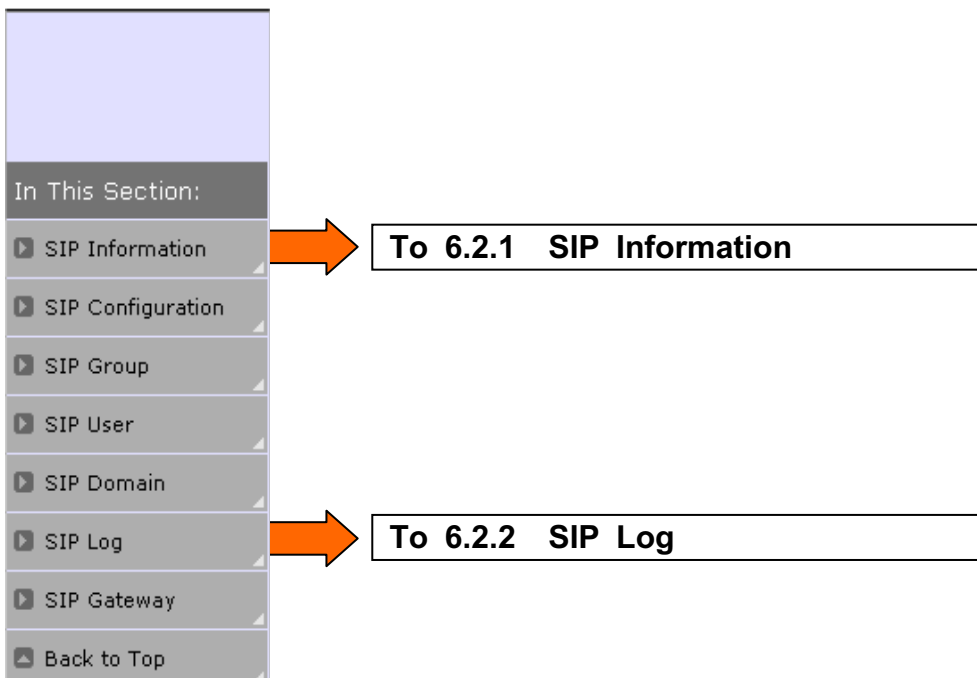 In This Section:
SIP Information
To 6.2.1 SIP Information
SIP Configuration
SIP Group
SIP User
SIP Domain
SIP Log
To 6.2.2 SIP Log
SIP Gateway
Back to Top